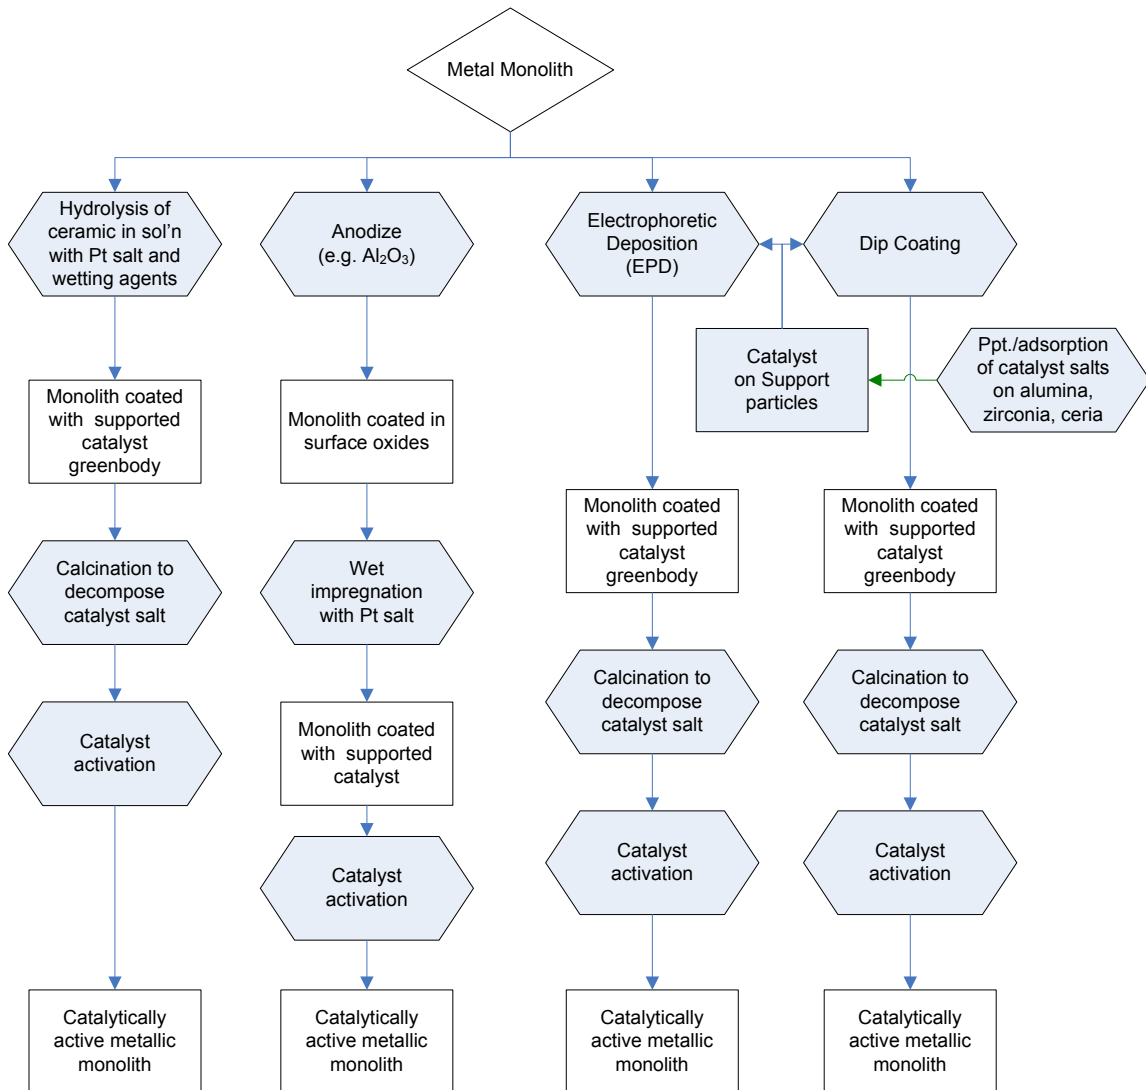 Metal Monolith
Hydrolysis of
ceramic in sol’n
with Pt salt and
wetting agents
Anodize
(e.g. Al₂O₃)
Electrophoretic
Deposition
(EPD)
Dip Coating
Catalyst
on Support
particles
Ppt./adsorption
of catalyst salts
on alumina,
zirconia, ceria
Monolith coated
with supported
catalyst
greenbody
Monolith coated in
surface oxides
Monolith coated
with supported
catalyst
greenbody
Monolith coated
with supported
catalyst
greenbody
Calcination to
decompose
catalyst salt
Wet
impregnation
with Pt salt
Calcination to
decompose
catalyst salt
Calcination to
decompose
catalyst salt
Catalyst
activation
Monolith coated
with supported
catalyst
Catalyst
activation
Catalyst
activation
Catalyst
activation
Catalytically
active metallic
monolith
Catalytically
active metallic
monolith
Catalytically
active metallic
monolith
Catalytically
active metallic
monolith